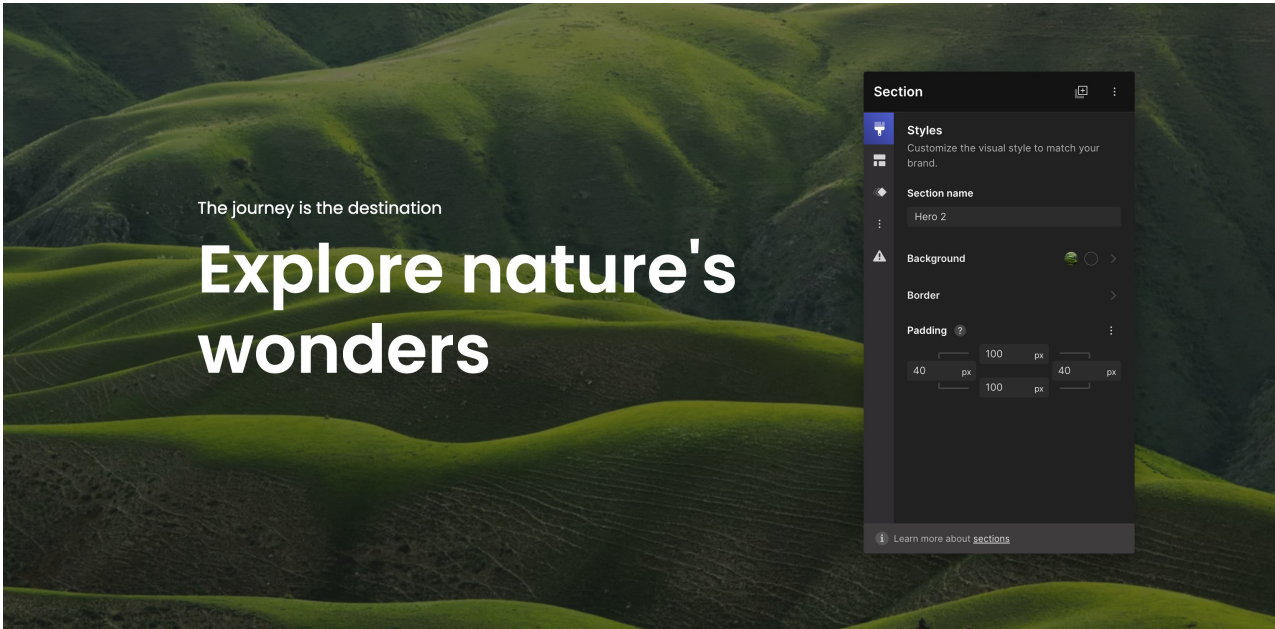 The journey is the destination
Explore nature's
wonders
Section
Styles
Customize the visual style to match your
brand.
Section name
Hero 2
Background
Border
Padding ?
100 px
40 px
40 px
100 px
Learn more about sections